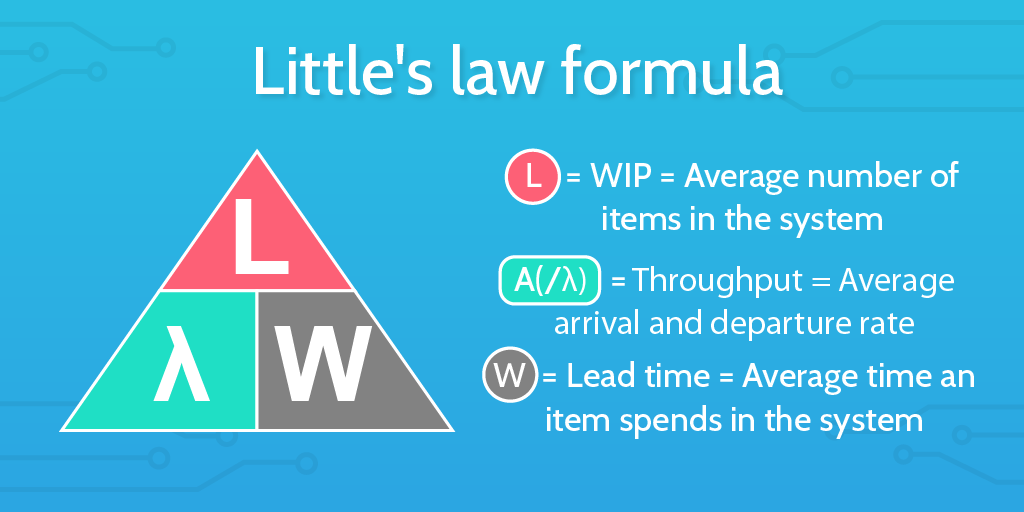 Little's law formula
L
λ W
L = WIP = Average number of
items in the system
A(/λ) = Throughput = Average
arrival and departure rate
W = Lead time = Average time an
item spends in the system